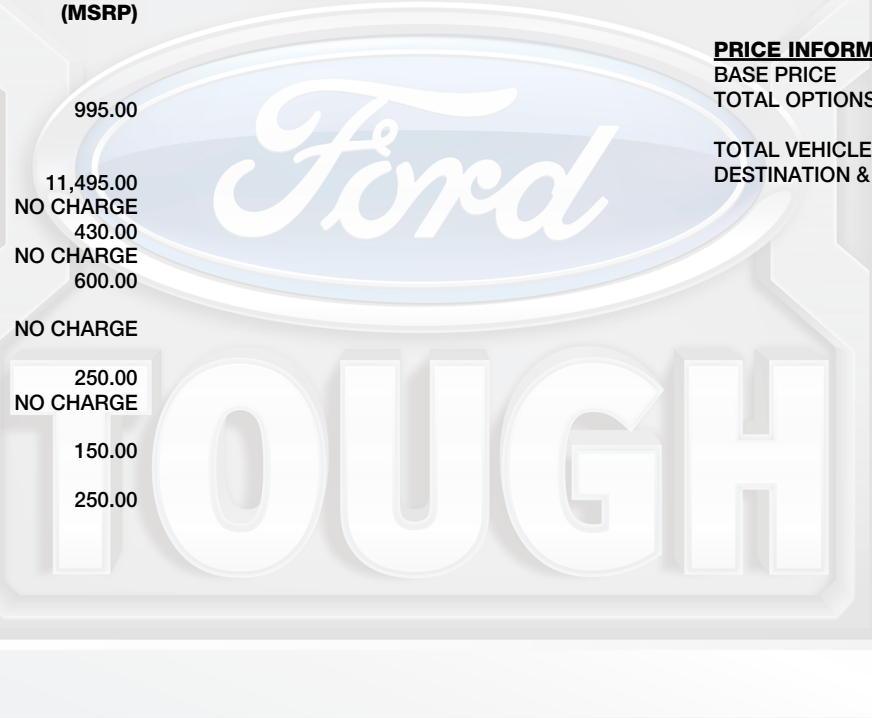 (MSRP)
995.00
11,495.00
NO CHARGE
430.00
NO CHARGE
600.00
NO CHARGE
250.00
NO CHARGE
150.00
250.00
PRICE INFORM
BASE PRICE
TOTAL OPTIONS
TOTAL VEHICLE
DESTINATION &
Ford
TOUGH